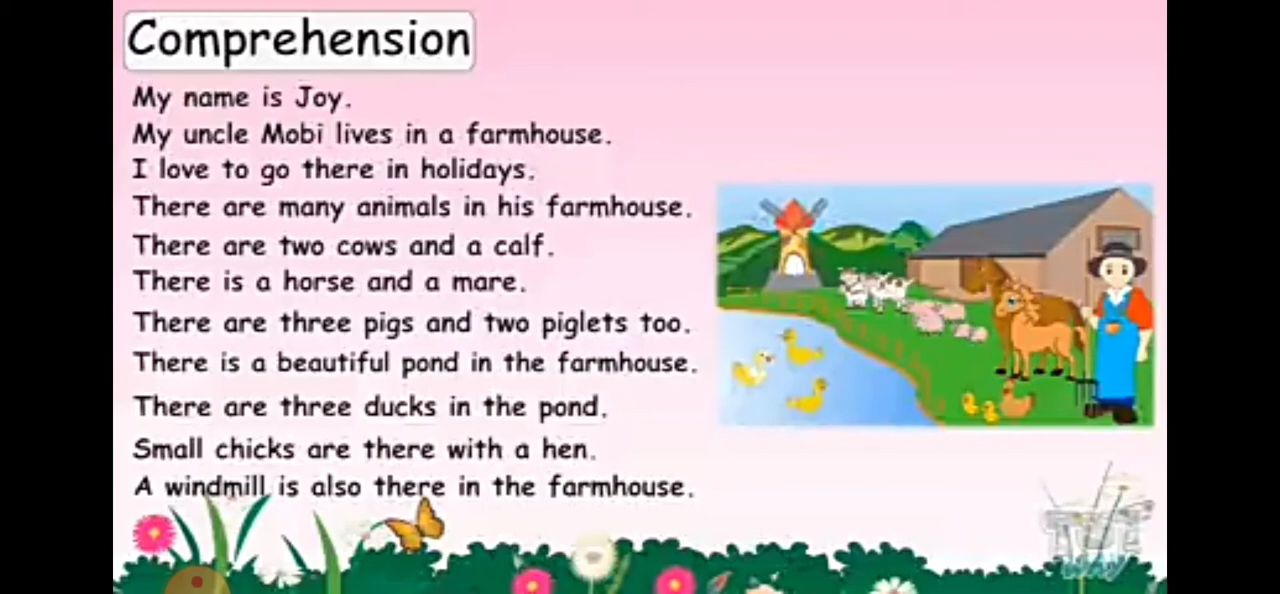 Comprehension
My name is Joy.
My uncle Mobi lives in a farmhouse.
I love to go there in holidays.
There are many animals in his farmhouse.
There are two cows and a calf.
There is a horse and a mare.
There are three pigs and two piglets too.
There is a beautiful pond in the farmhouse.
There are three ducks in the pond.
Small chicks are there with a hen.
A windmill is also there in the farmhouse.